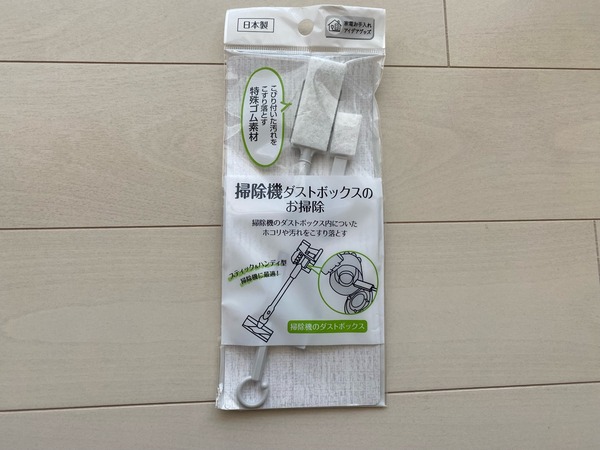 日本製
家電お手入れ
アイデアグッズ
こびり付いた汚れを
こすり落とす
特殊ゴム素材
掃除機ダストボックスの
お掃除
掃除機のダストボックス内についた
ホコリや汚れをこすり落とす
スティック&ハンディ型
掃除機に最適!
掃除機のダストボックス